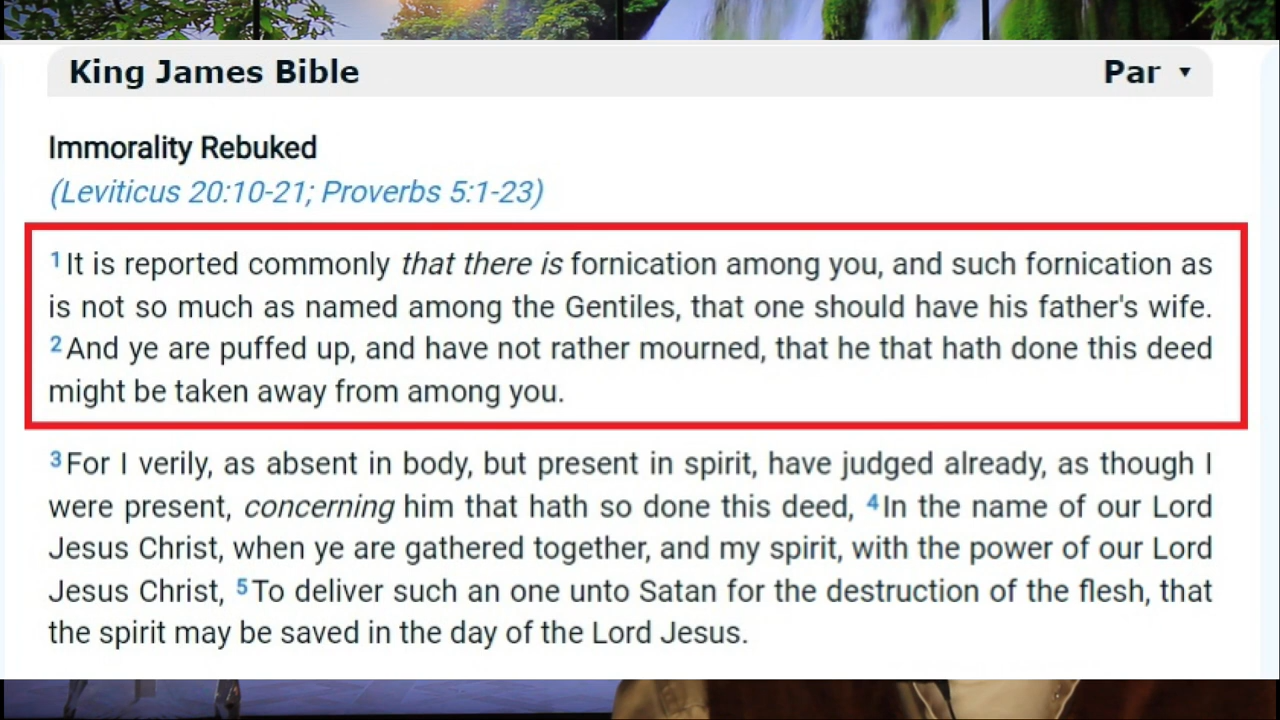 King James Bible
Par ▼
Immorality Rebuked
(Leviticus 20:10-21; Proverbs 5:1-23)
1 It is reported commonly that there is fornication among you, and such fornication as
is not so much as named among the Gentiles, that one should have his father's wife.
2 And ye are puffed up, and have not rather mourned, that he that hath done this deed
might be taken away from among you.
3 For I verily, as absent in body, but present in spirit, have judged already, as though I
were present, concerning him that hath so done this deed, 4 In the name of our Lord
Jesus Christ, when ye are gathered together, and my spirit, with the power of our Lord
Jesus Christ, 5 To deliver such an one unto Satan for the destruction of the flesh, that
the spirit may be saved in the day of the Lord Jesus.